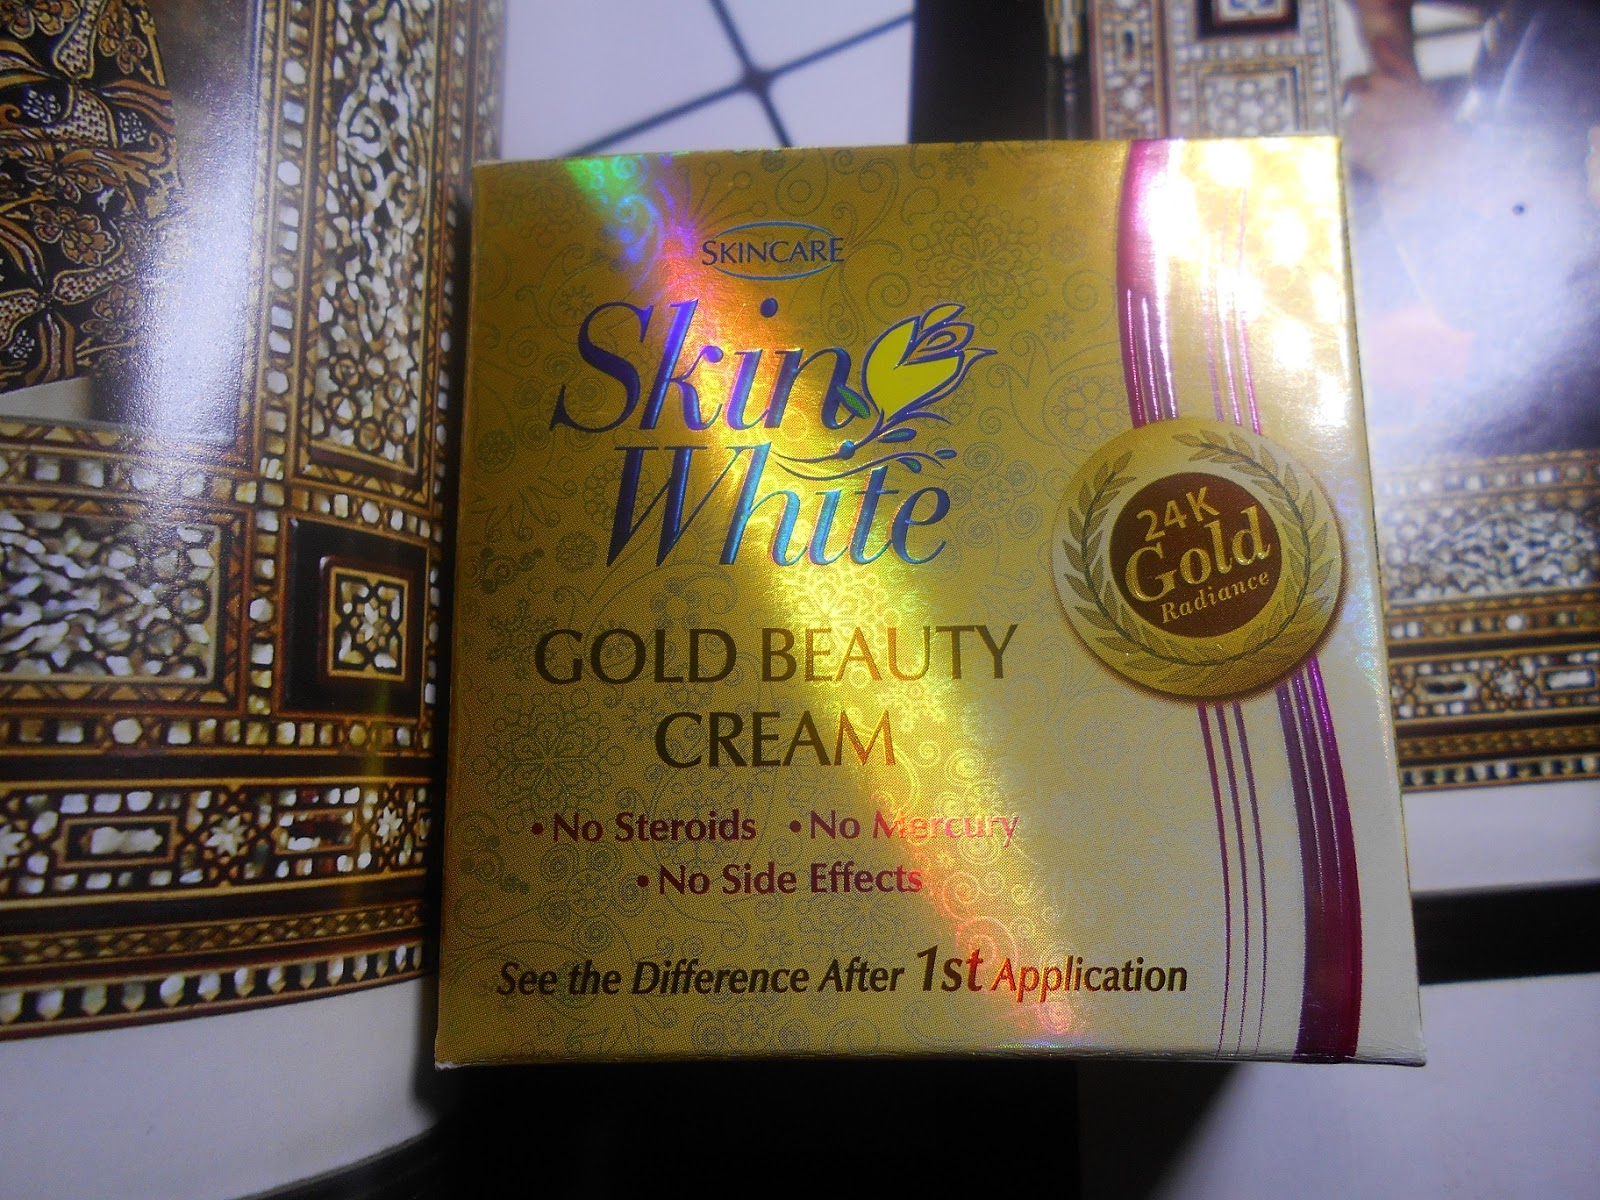 SKINCARE
Skin
White
24K
Gold
Radiance
GOLD BEAUTY
CREAM
• No Steroids • No Mercury
• No Side Effects
See the Difference After 1st Application